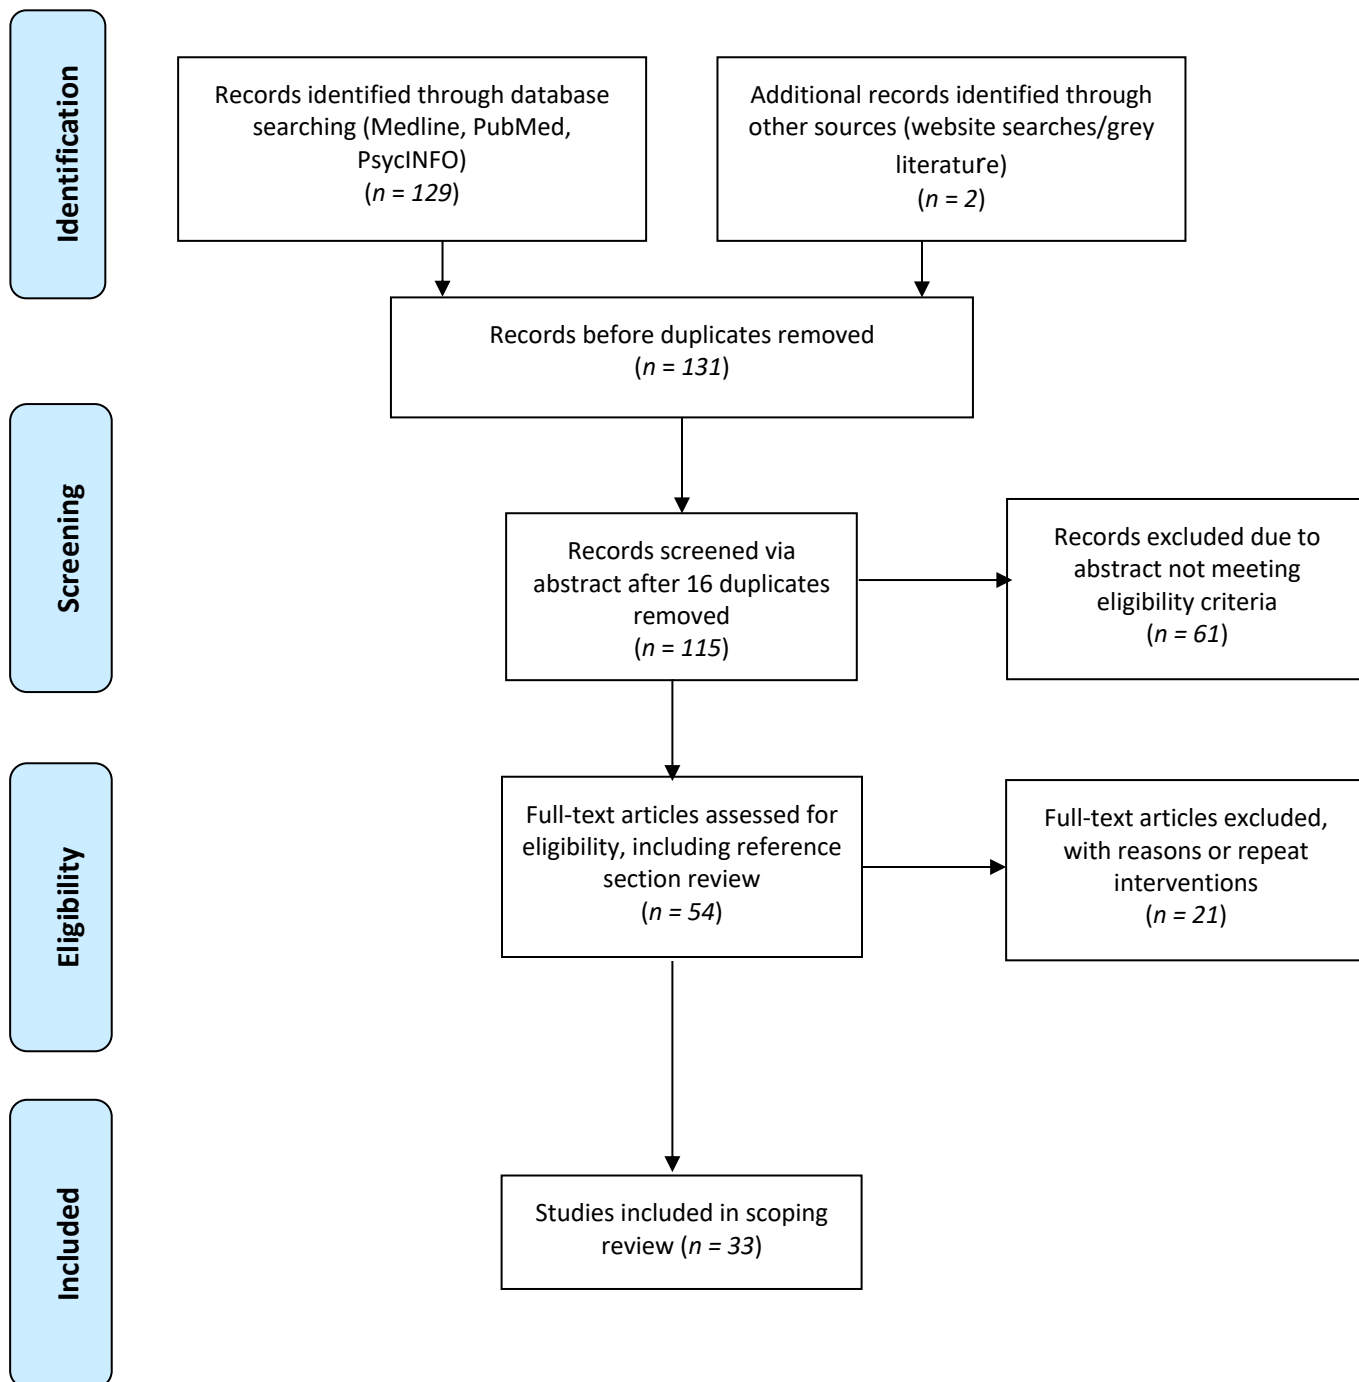 Identification
Records identified through database
searching (Medline, PubMed,
PsycINFO)
(n = 129)
Additional records identified through
other sources (website searches/grey
literature)
(n = 2)
Records before duplicates removed
(n = 131)
Screening
Records screened via
abstract after 16 duplicates
removed
(n = 115)
Records excluded due to
abstract not meeting
eligibility criteria
(n = 61)
Eligibility
Full-text articles assessed for
eligibility, including reference
section review
(n = 54)
Full-text articles excluded,
with reasons or repeat
interventions
(n = 21)
Included
Studies included in scoping
review (n = 33)